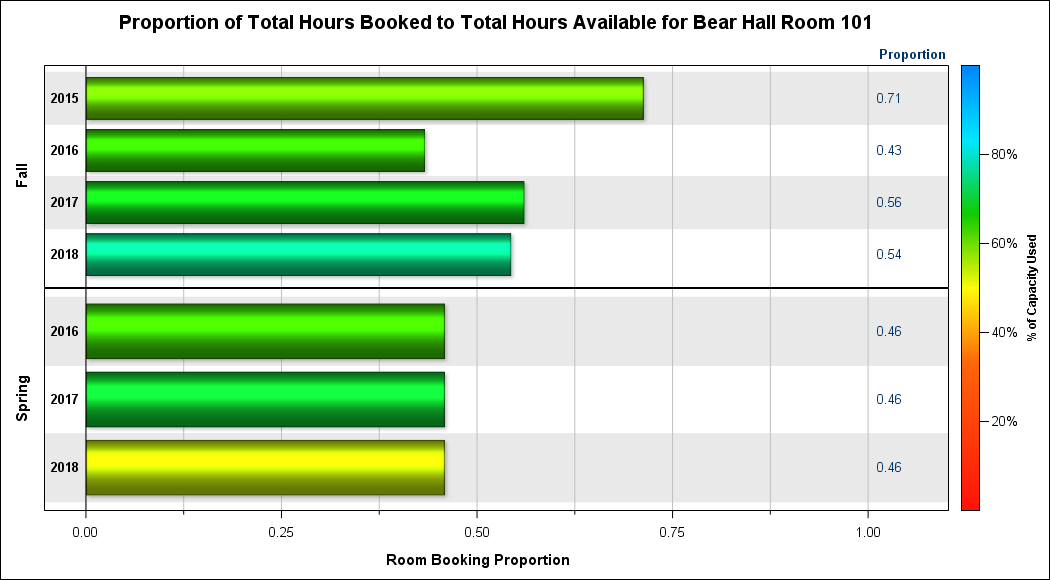 Proportion of Total Hours Booked to Total Hours Available for Bear Hall Room 101
Proportion
Fall
2015 0.71
2016 0.43
2017 0.56
2018 0.54
Spring
2016 0.46
2017 0.46
2018 0.46
0.00 0.25 0.50 0.75 1.00
Room Booking Proportion
80%
60%
40%
20%
% of Capacity Used